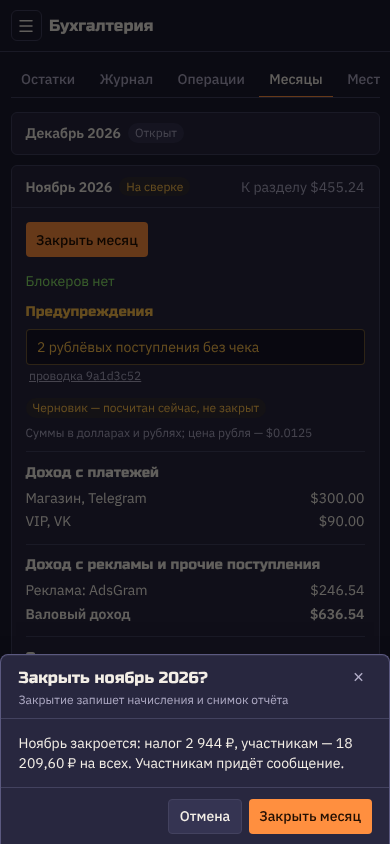 Бухгалтерия
Остатки Журнал Операции Месяцы Мест
Декабрь 2026 Открыт
Ноябрь 2026 На сверке К разделу $455.24
Закрыть месяц
Блокеров нет
Предупреждения
2 рублёвых поступления без чека
проводка 9a1d3c52
Черновик — посчитан сейчас, не закрыт
Суммы в долларах и рублях; цена рубля — $0.0125
Доход с платежей
Магазин, Telegram $300.00
VIP, VK $90.00
Доход с рекламы и прочие поступления
Реклама: AdsGram $246.54
Валовый доход $636.54
Закрыть ноябрь 2026?
Закрытие запишет начисления и снимок отчёта
Ноябрь закроется: налог 2 944 ₽, участникам — 18
209,60 ₽ на всех. Участникам придёт сообщение.
Отмена Закрыть месяц